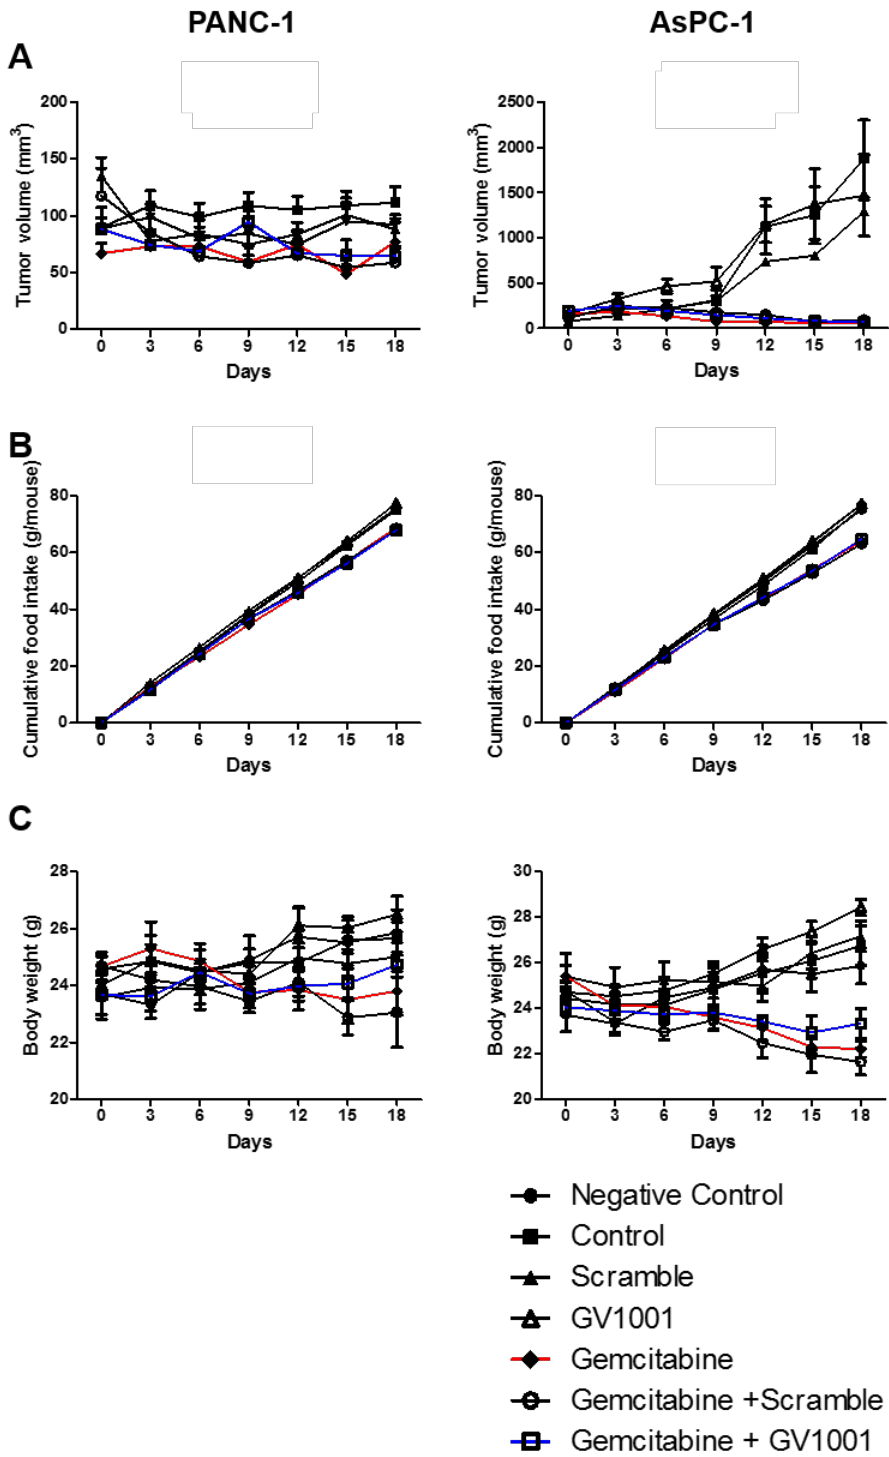 PANC-1
AsPC-1
A
Tumor volume (mm3)
200
150
100
50
0
0 3 6 9 12 15 18
Days
Tumor volume (mm3)
2500
2000
1500
1000
500
0
0 3 6 9 12 15 18
Days
B
Cumulative food intake (g/mouse)
80
60
40
20
0
0 3 6 9 12 15 18
Days
Cumulative food intake (g/mouse)
80
60
40
20
0
0 3 6 9 12 15 18
Days
C
Body weight (g)
28
26
24
22
20
0 3 6 9 12 15 18
Days
Body weight (g)
30
28
26
24
22
20
0 3 6 9 12 15 18
Days
Negative Control
Control
Scramble
GV1001
Gemcitabine
Gemcitabine +Scramble
Gemcitabine + GV1001